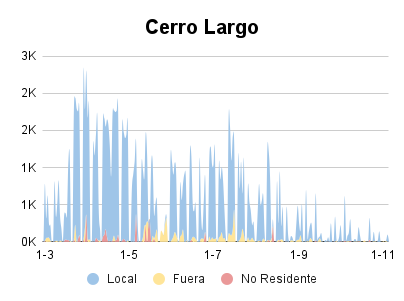 Cerro Largo
3K
2K
2K
1K
1K
0K
1-3
1-5
1-7
1-9
1-11
Local
Fuera
No Residente